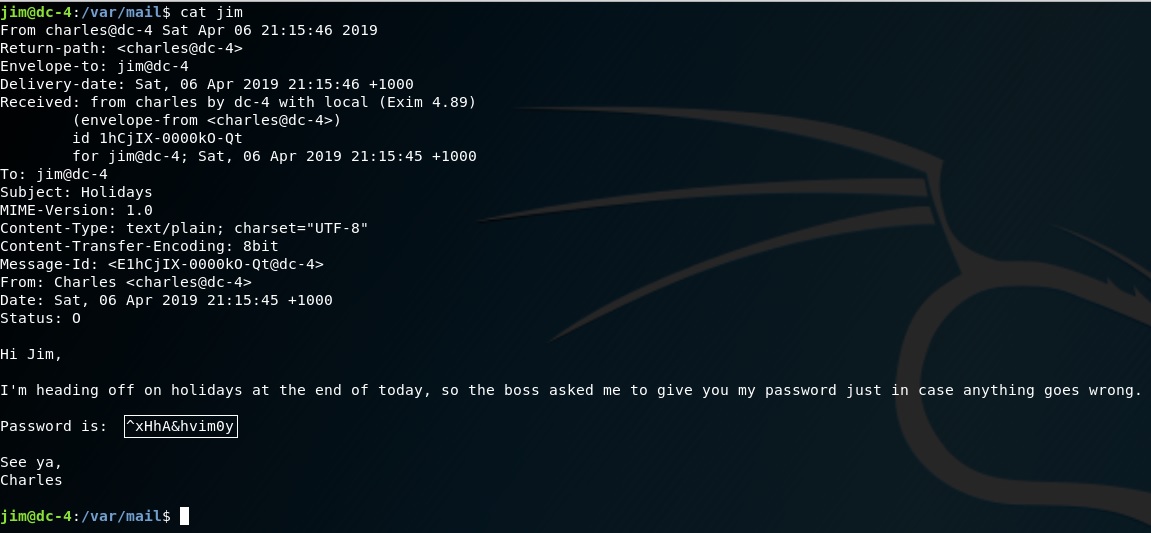 jim@dc-4:/var/mail$ cat jim
From charles@dc-4 Sat Apr 06 21:15:46 2019
Return-path: <charles@dc-4>
Envelope-to: jim@dc-4
Delivery-date: Sat, 06 Apr 2019 21:15:46 +1000
Received: from charles by dc-4 with local (Exim 4.89)
        (envelope-from <charles@dc-4>)
        id 1hCjIX-0000kO-Qt
        for jim@dc-4; Sat, 06 Apr 2019 21:15:45 +1000
To: jim@dc-4
Subject: Holidays
MIME-Version: 1.0
Content-Type: text/plain; charset="UTF-8"
Content-Transfer-Encoding: 8bit
Message-Id: <E1hCjIX-0000kO-Qt@dc-4>
From: Charles <charles@dc-4>
Date: Sat, 06 Apr 2019 21:15:45 +1000
Status: O

Hi Jim,

I'm heading off on holidays at the end of today, so the boss asked me to give you my password just in case anything goes wrong.

Password is:  ^xHhA&hvim0y

See ya,
Charles

jim@dc-4:/var/mail$